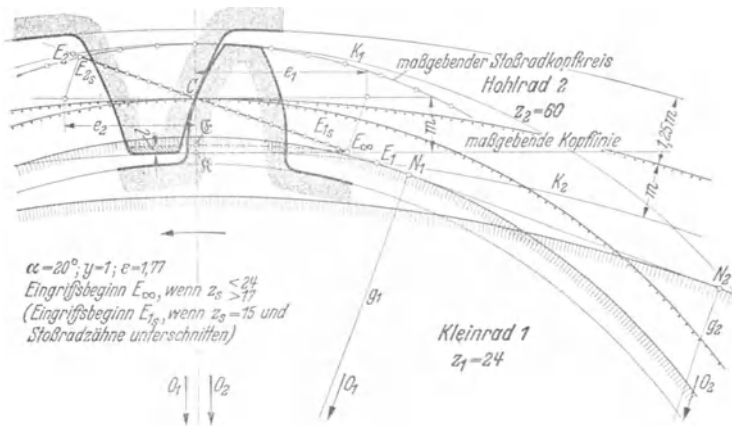 E₂
E₂ₛ
K₁
maßgebender Stoßradkopfkreis
Hohlrad 2
z₂=60
e₁
C
e₂
m
1,25m
maßgebende Kopflinie
E₁ₛ
E∞
E₁
N₁
K₂
m
N₂
α=20°; y=1; ε=1,77
Eingriffsbeginn E∞, wenn zₛ <24 >17
(Eingriffsbeginn E₁ₛ, wenn zₛ=15 und
Stoßradzähne unterschnitten)
g₁
g₂
Kleinrad 1
z₁=24
O₁
O₂
O₁
O₂